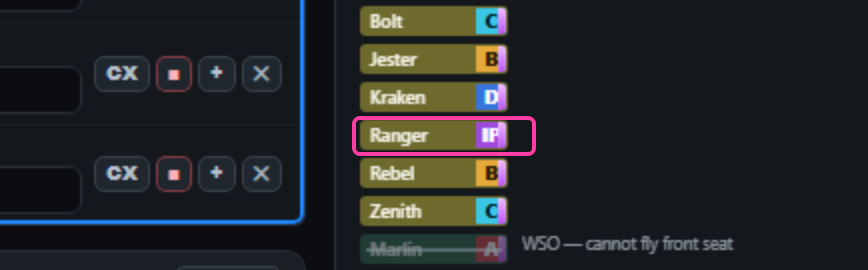 Bolt C
Jester B
CX + ×
Kraken D
Ranger IP
CX + ×
Rebel B
Zenith C
Marlin A WSO — cannot fly front seat